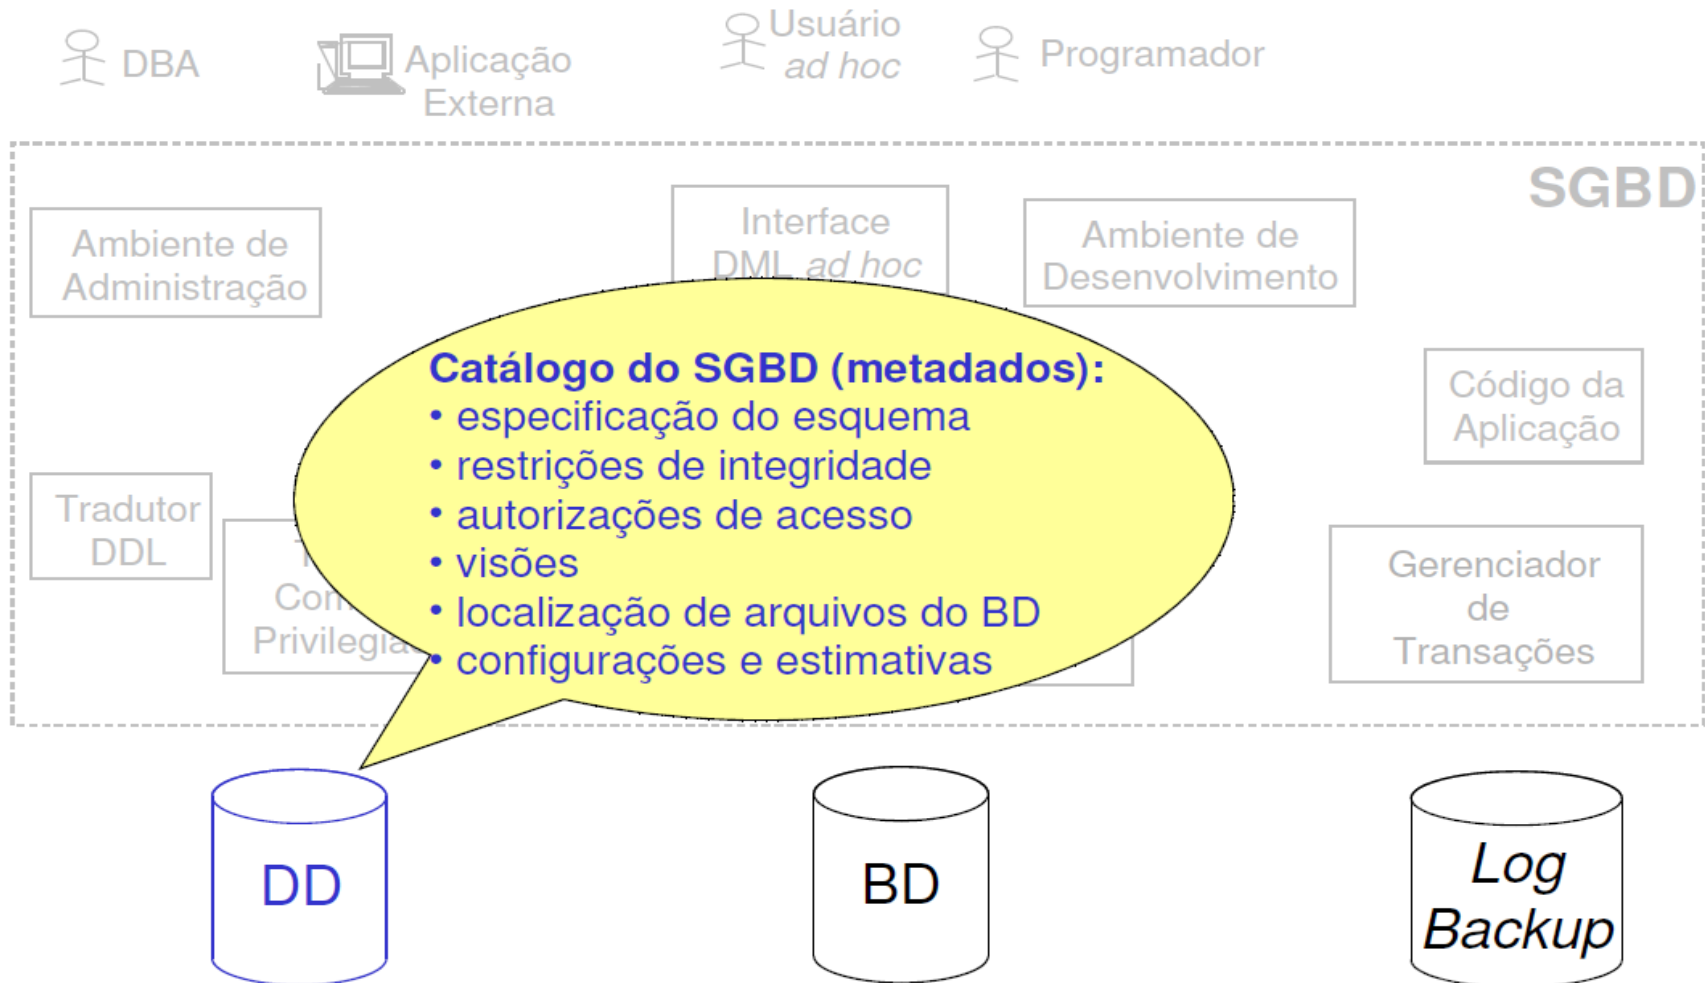 DBA
Aplicação
Externa
Usuário
ad hoc
Programador
SGBD
Ambiente de
Administração
Interface
DML ad hoc
Ambiente de
Desenvolvimento
Catálogo do SGBD (metadados):
• especificação do esquema
• restrições de integridade
• autorizações de acesso
• visões
• localização de arquivos do BD
• configurações e estimativas
Código da
Aplicação
Tradutor
DDL
Gerenciador
de
Transações
DD
BD
Log
Backup